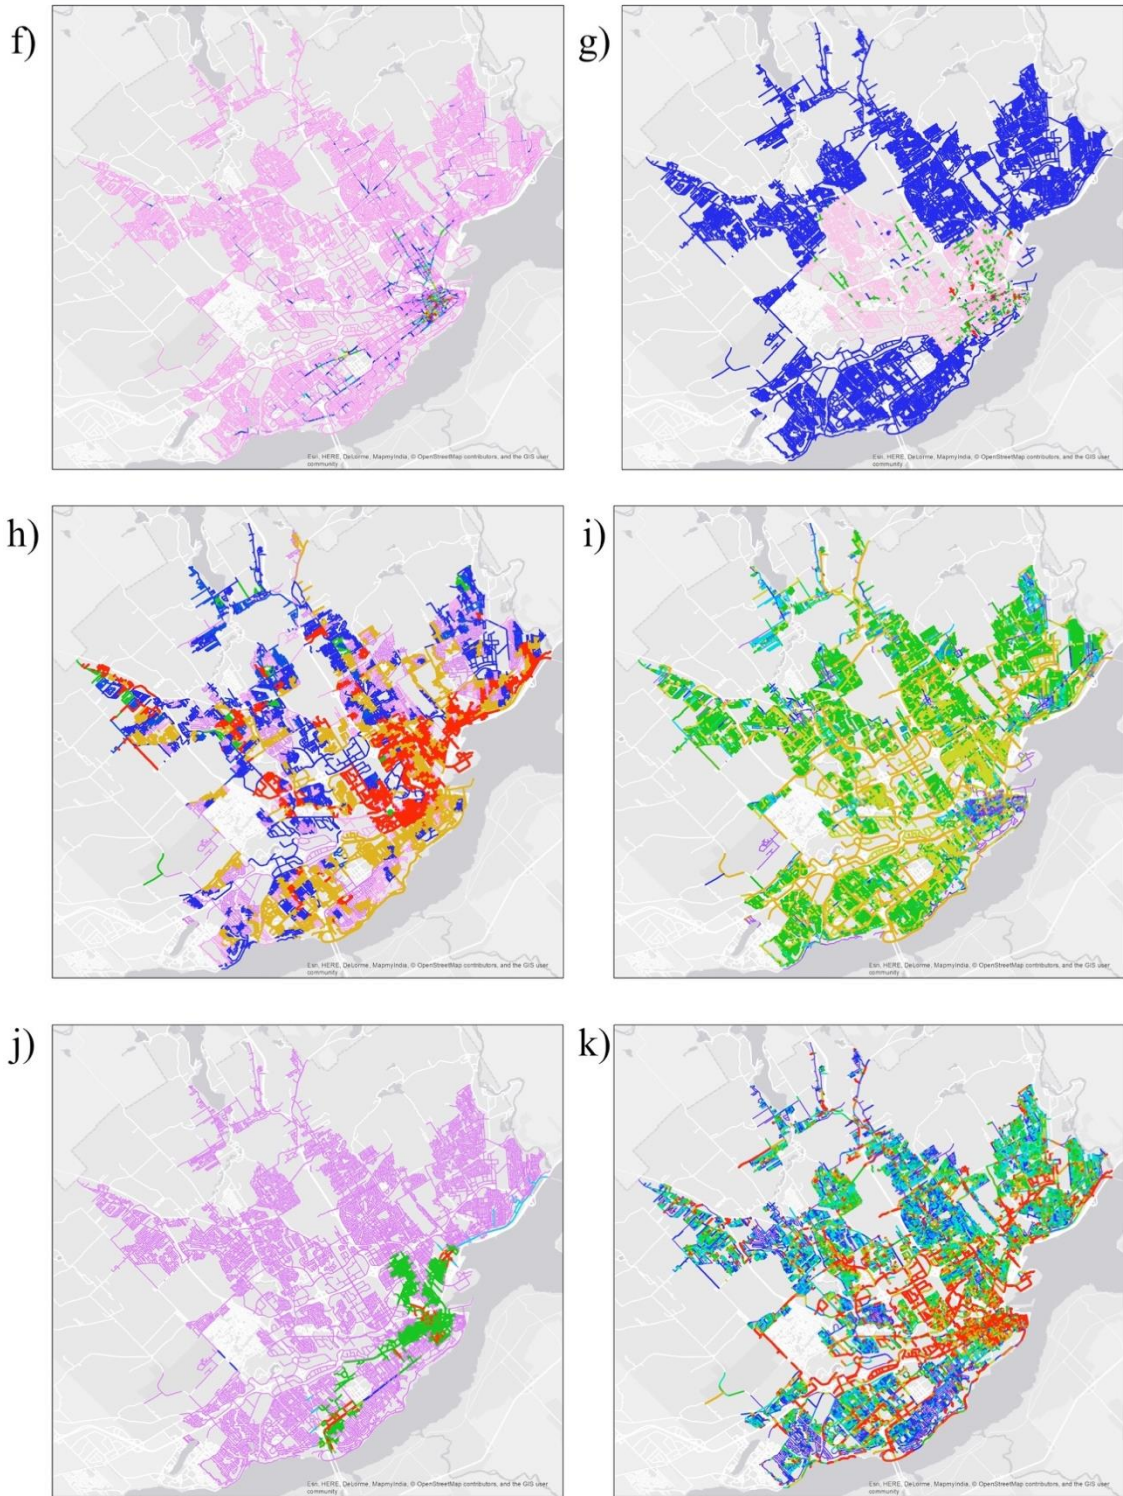 f)
g)
Esri, HERE, DeLorme, MapmyIndia, © OpenStreetMap contributors, and the GIS user
community
Esri, HERE, DeLorme, MapmyIndia, © OpenStreetMap contributors, and the GIS user
community
h)
i)
Esri, HERE, DeLorme, MapmyIndia, © OpenStreetMap contributors, and the GIS user
community
Esri, HERE, DeLorme, MapmyIndia, © OpenStreetMap contributors, and the GIS user
community
j)
k)
Esri, HERE, DeLorme, MapmyIndia, © OpenStreetMap contributors, and the GIS user
community
Esri, HERE, DeLorme, MapmyIndia, © OpenStreetMap contributors, and the GIS user
community